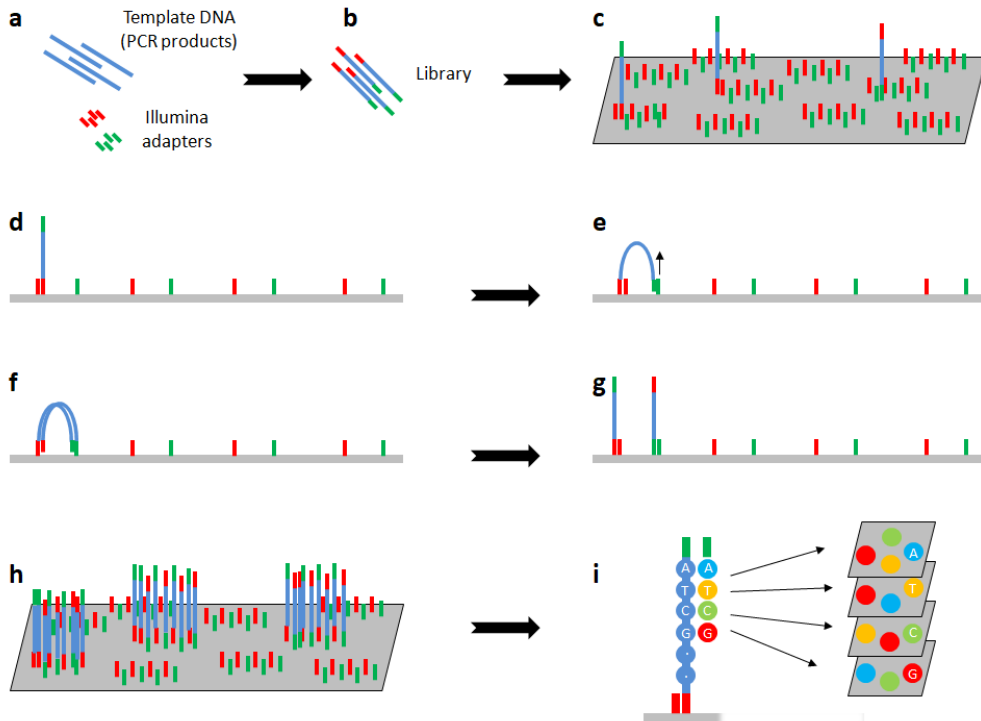 a
Template DNA
(PCR products)
Illumina
adapters
b
Library
c
d
e
f
g
h
i
A A
T T
C C
G G
A
T
C
G